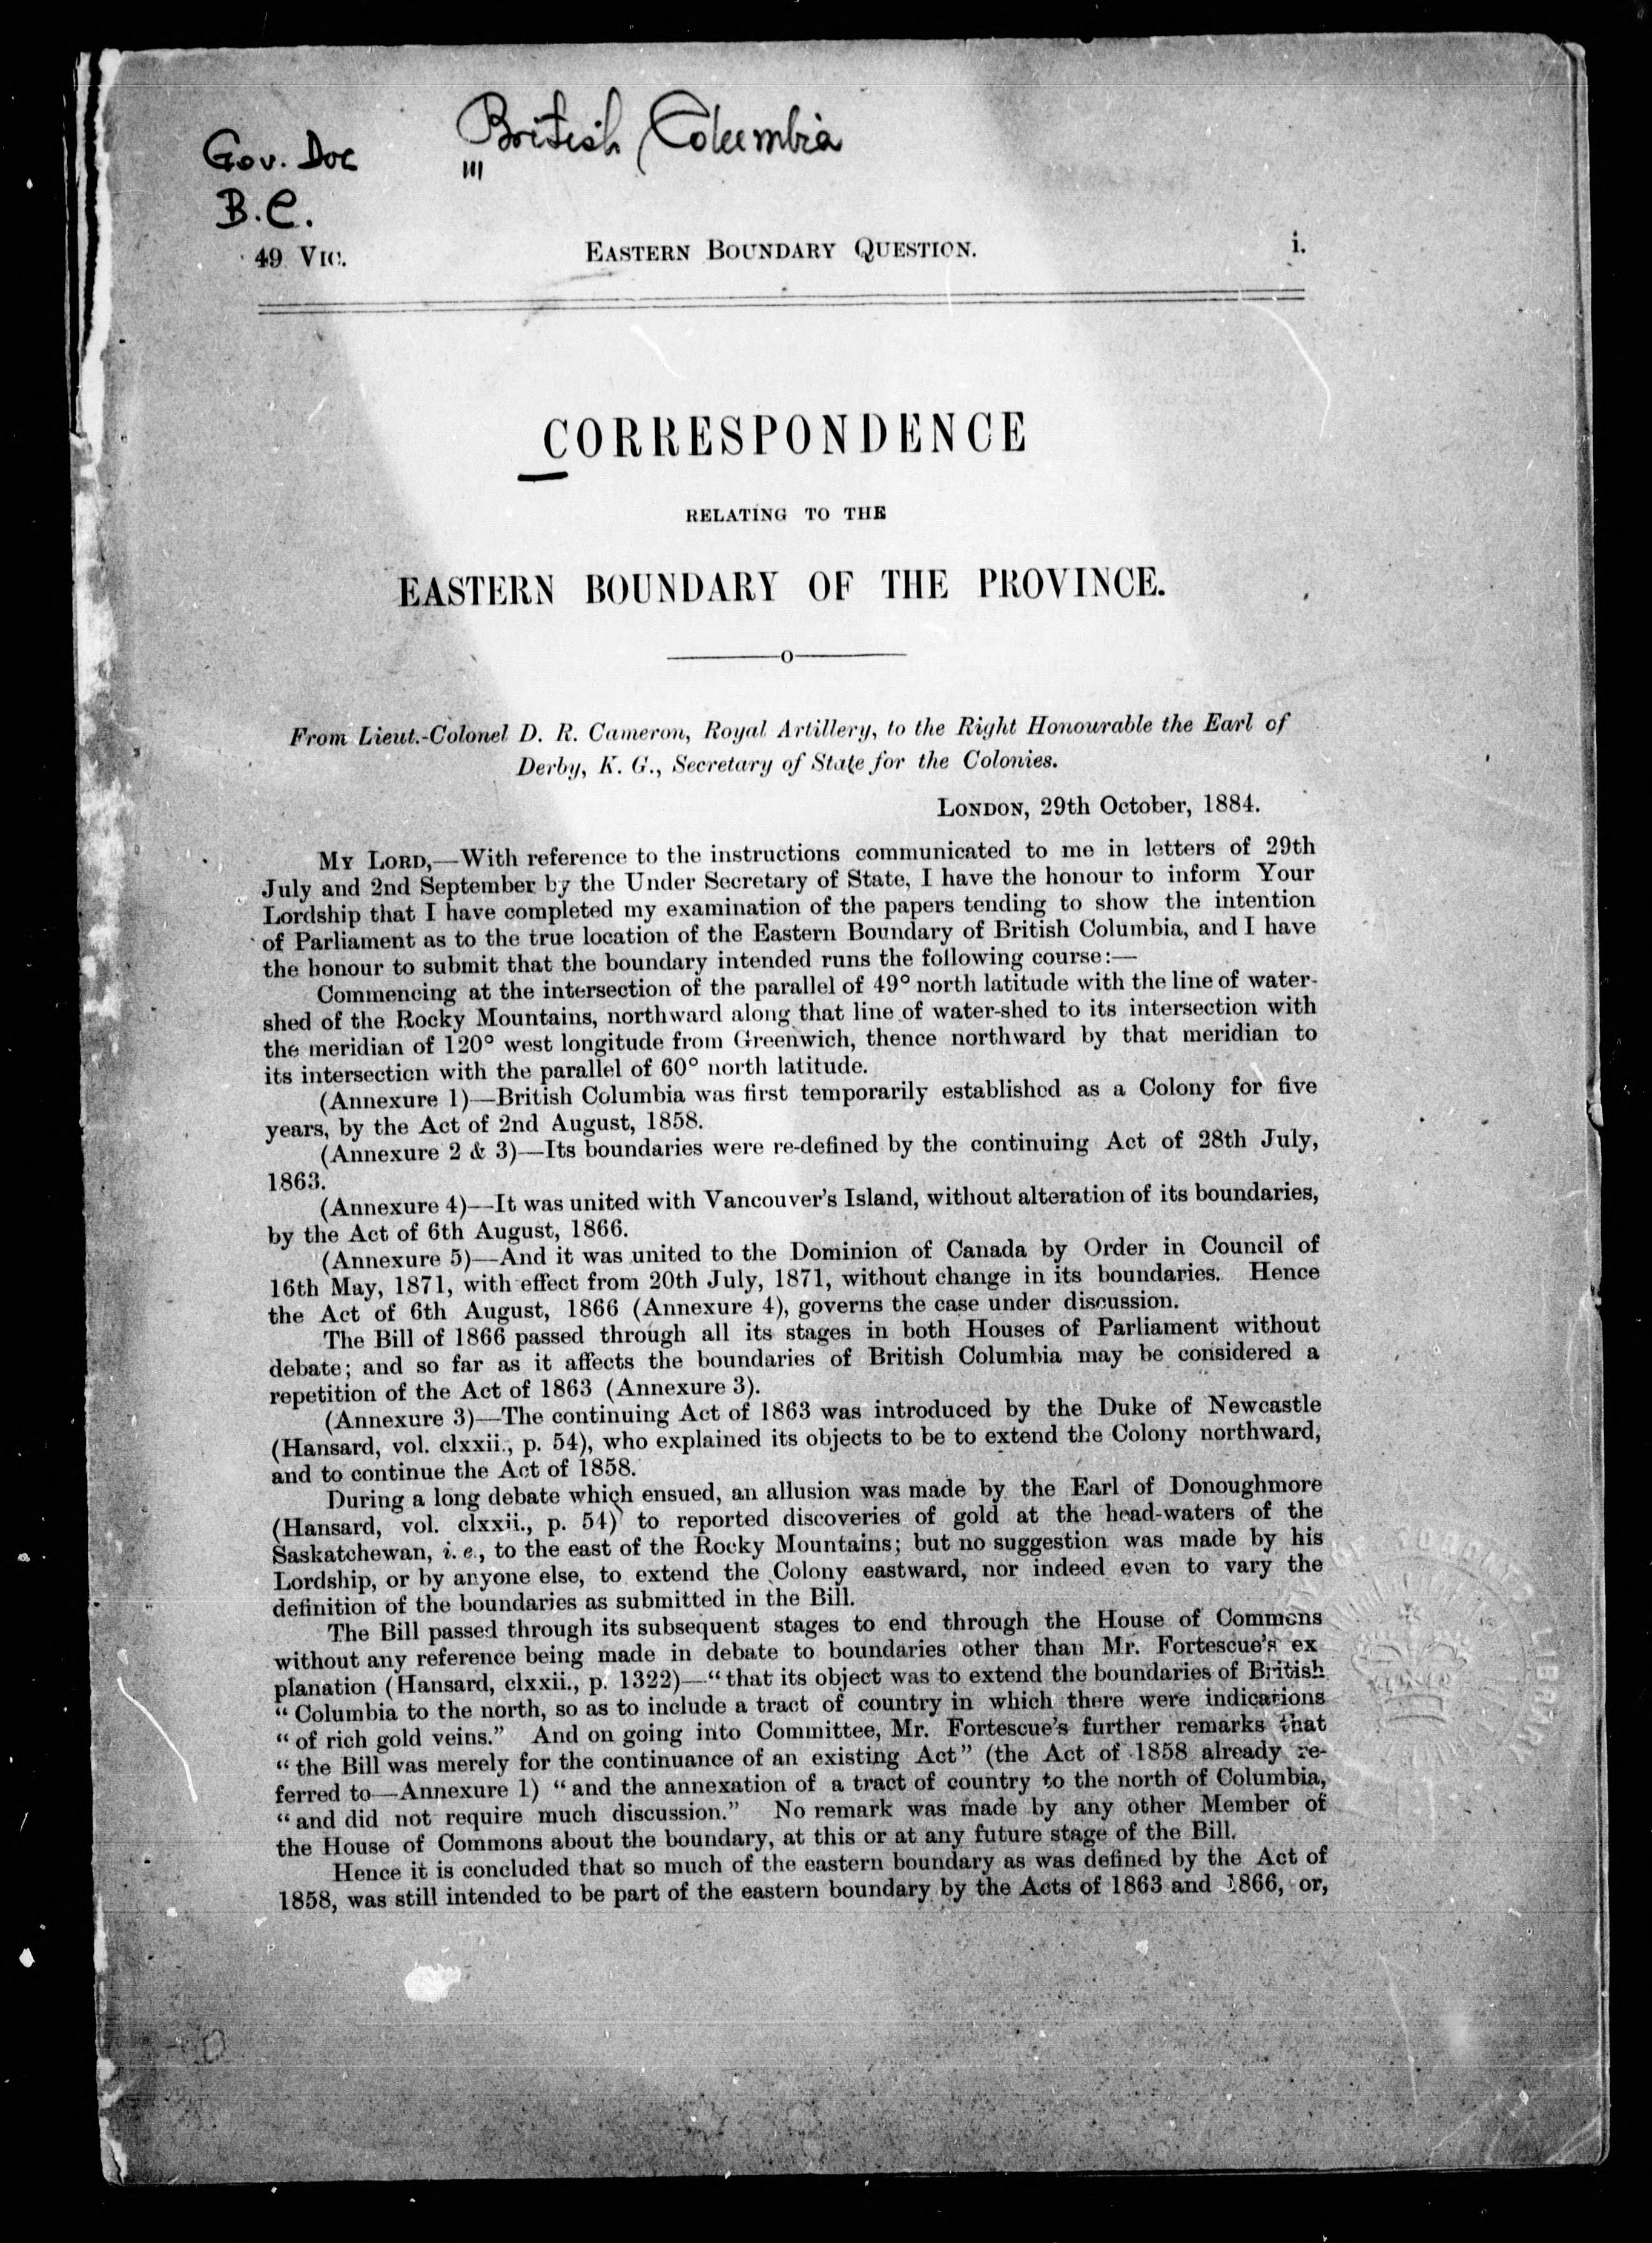 British Columbia
Gov. Doc
B.C.
49 VIC. EASTERN BOUNDARY QUESTION. i.
CORRESPONDENCE
RELATING TO THE
EASTERN BOUNDARY OF THE PROVINCE.
From Lieut.-Colonel D. R. Cameron, Royal Artillery, to the Right Honourable the Earl of
Derby, K. G., Secretary of State for the Colonies.
LONDON, 29th October, 1884.
MY LORD,—With reference to the instructions communicated to me in letters of 29th
July and 2nd September by the Under Secretary of State, I have the honour to inform Your
Lordship that I have completed my examination of the papers tending to show the intention
of Parliament as to the true location of the Eastern Boundary of British Columbia, and I have
the honour to submit that the boundary intended runs the following course:—
Commencing at the intersection of the parallel of 49° north latitude with the line of water-
shed of the Rocky Mountains, northward along that line of water-shed to its intersection with
the meridian of 120° west longitude from Greenwich, thence northward by that meridian to
its intersection with the parallel of 60° north latitude.
(Annexure 1)—British Columbia was first temporarily established as a Colony for five
years, by the Act of 2nd August, 1858.
(Annexure 2 & 3)—Its boundaries were re-defined by the continuing Act of 28th July,
1863.
(Annexure 4)—It was united with Vancouver's Island, without alteration of its boundaries,
by the Act of 6th August, 1866.
(Annexure 5)—And it was united to the Dominion of Canada by Order in Council of
16th May, 1871, with effect from 20th July, 1871, without change in its boundaries. Hence
the Act of 6th August, 1866 (Annexure 4), governs the case under discussion.
The Bill of 1866 passed through all its stages in both Houses of Parliament without
debate; and so far as it affects the boundaries of British Columbia may be considered a
repetition of the Act of 1863 (Annexure 3).
(Annexure 3)—The continuing Act of 1863 was introduced by the Duke of Newcastle
(Hansard, vol. clxxii., p. 54), who explained its objects to be to extend the Colony northward,
and to continue the Act of 1858.
During a long debate which ensued, an allusion was made by the Earl of Donoughmore
(Hansard, vol. clxxii., p. 54) to reported discoveries of gold at the head-waters of the
Saskatchewan, i. e., to the east of the Rocky Mountains; but no suggestion was made by his
Lordship, or by anyone else, to extend the Colony eastward, nor indeed even to vary the
definition of the boundaries as submitted in the Bill.
The Bill passed through its subsequent stages to end through the House of Commons
without any reference being made in debate to boundaries other than Mr. Fortescue's ex
planation (Hansard, clxxii., p. 1322)—"that its object was to extend the boundaries of British
"Columbia to the north, so as to include a tract of country in which there were indications
"of rich gold veins." And on going into Committee, Mr. Fortescue's further remarks that
"the Bill was merely for the continuance of an existing Act" (the Act of 1858 already re-
ferred to—Annexure 1) "and the annexation of a tract of country to the north of Columbia,
"and did not require much discussion." No remark was made by any other Member of
the House of Commons about the boundary, at this or at any future stage of the Bill.
Hence it is concluded that so much of the eastern boundary as was defined by the Act of
1858, was still intended to be part of the eastern boundary by the Acts of 1863 and 1866, or,